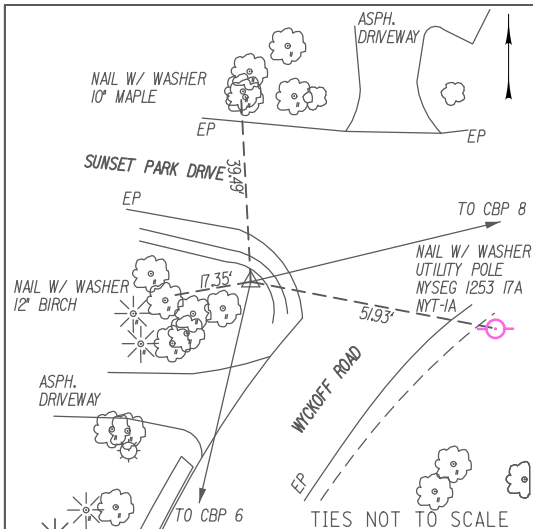 ASPH.
DRIVEWAY
NAIL W/ WASHER
10" MAPLE
EP
EP
SUNSET PARK DRIVE
39.49'
EP
TO CBP 8
NAIL W/ WASHER
UTILITY POLE
NYSEG 1253 17A
NYT-1A
17.35'
NAIL W/ WASHER
12" BIRCH
51.93'
WYCKOFF ROAD
ASPH.
DRIVEWAY
EP
TO CBP 6
TIES NOT TO SCALE